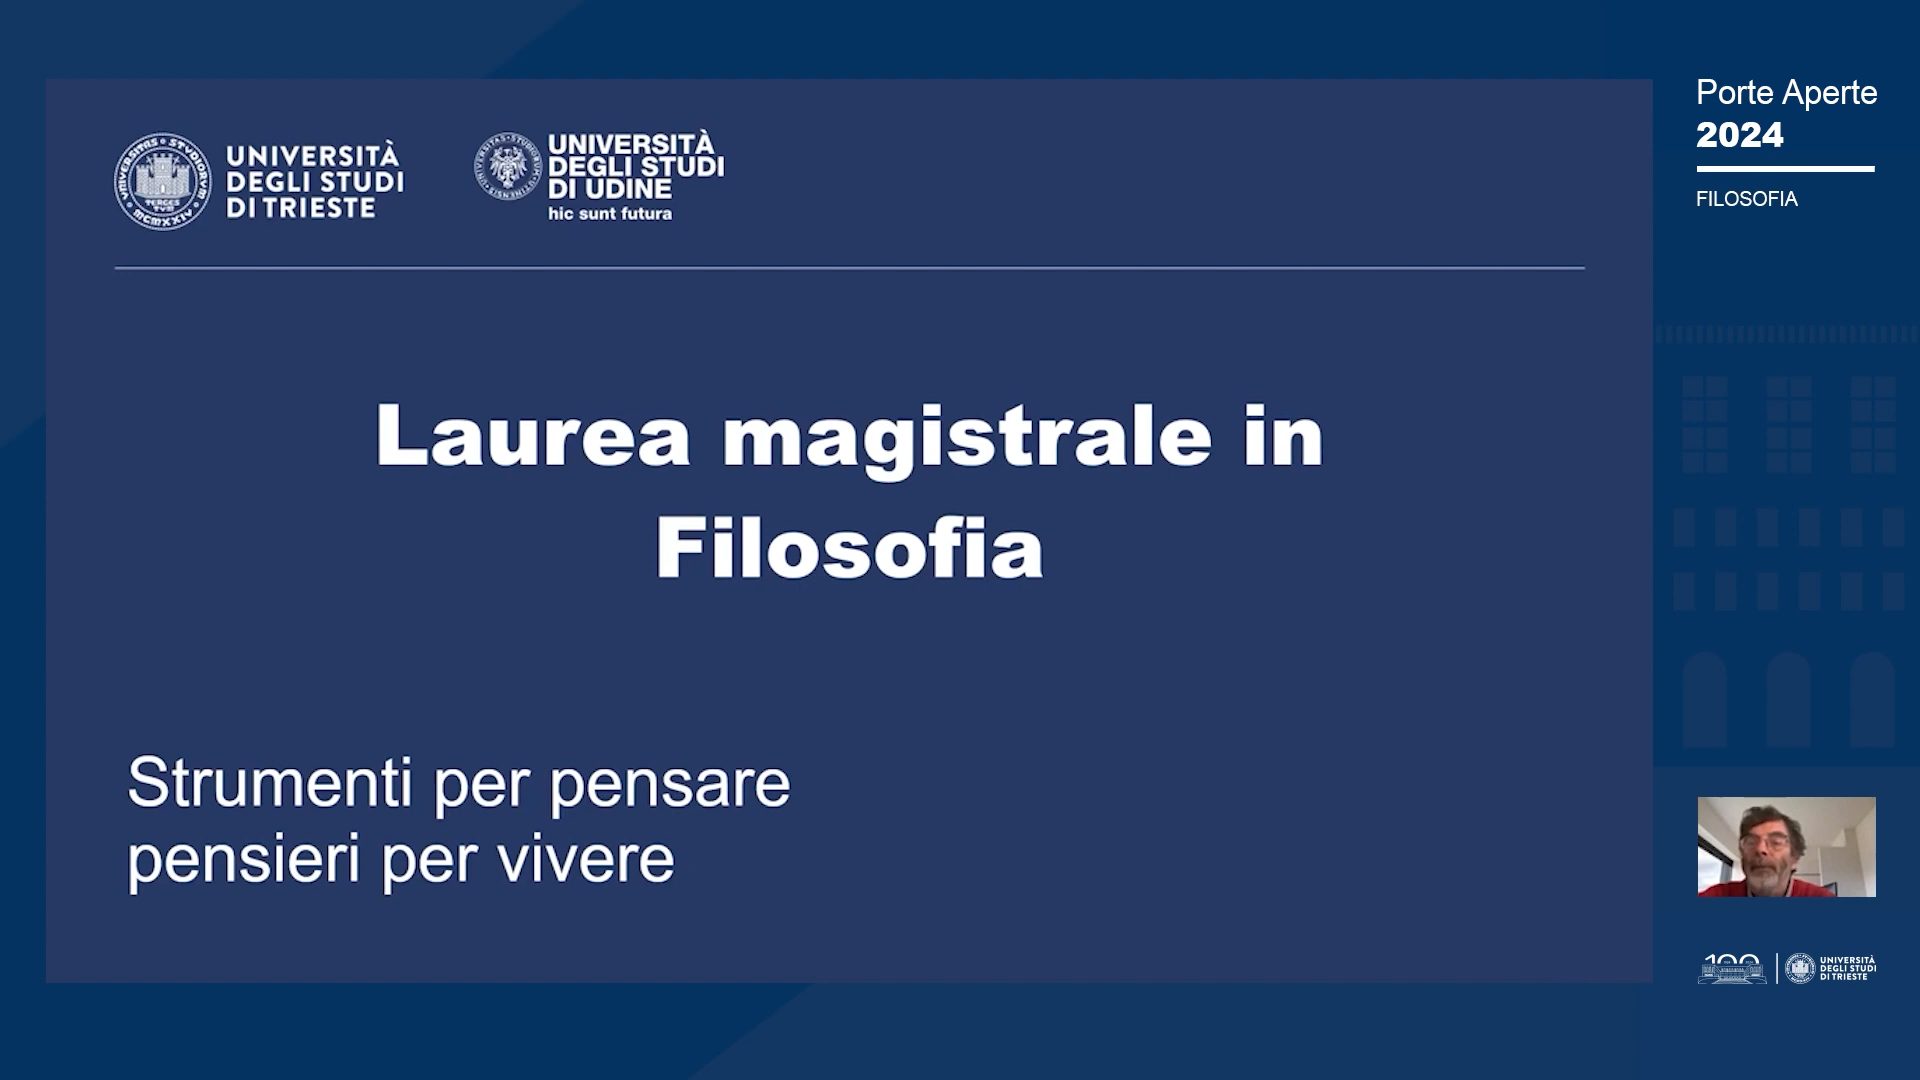 UNIVERSITÀ
DEGLI STUDI
DI TRIESTE
UNIVERSITÀ
DEGLI STUDI
DI UDINE
hic sunt futura
Laurea magistrale in
Filosofia
Strumenti per pensare
pensieri per vivere
Porte Aperte
2024
FILOSOFIA
100
UNIVERSITÀ
DEGLI STUDI
DI TRIESTE